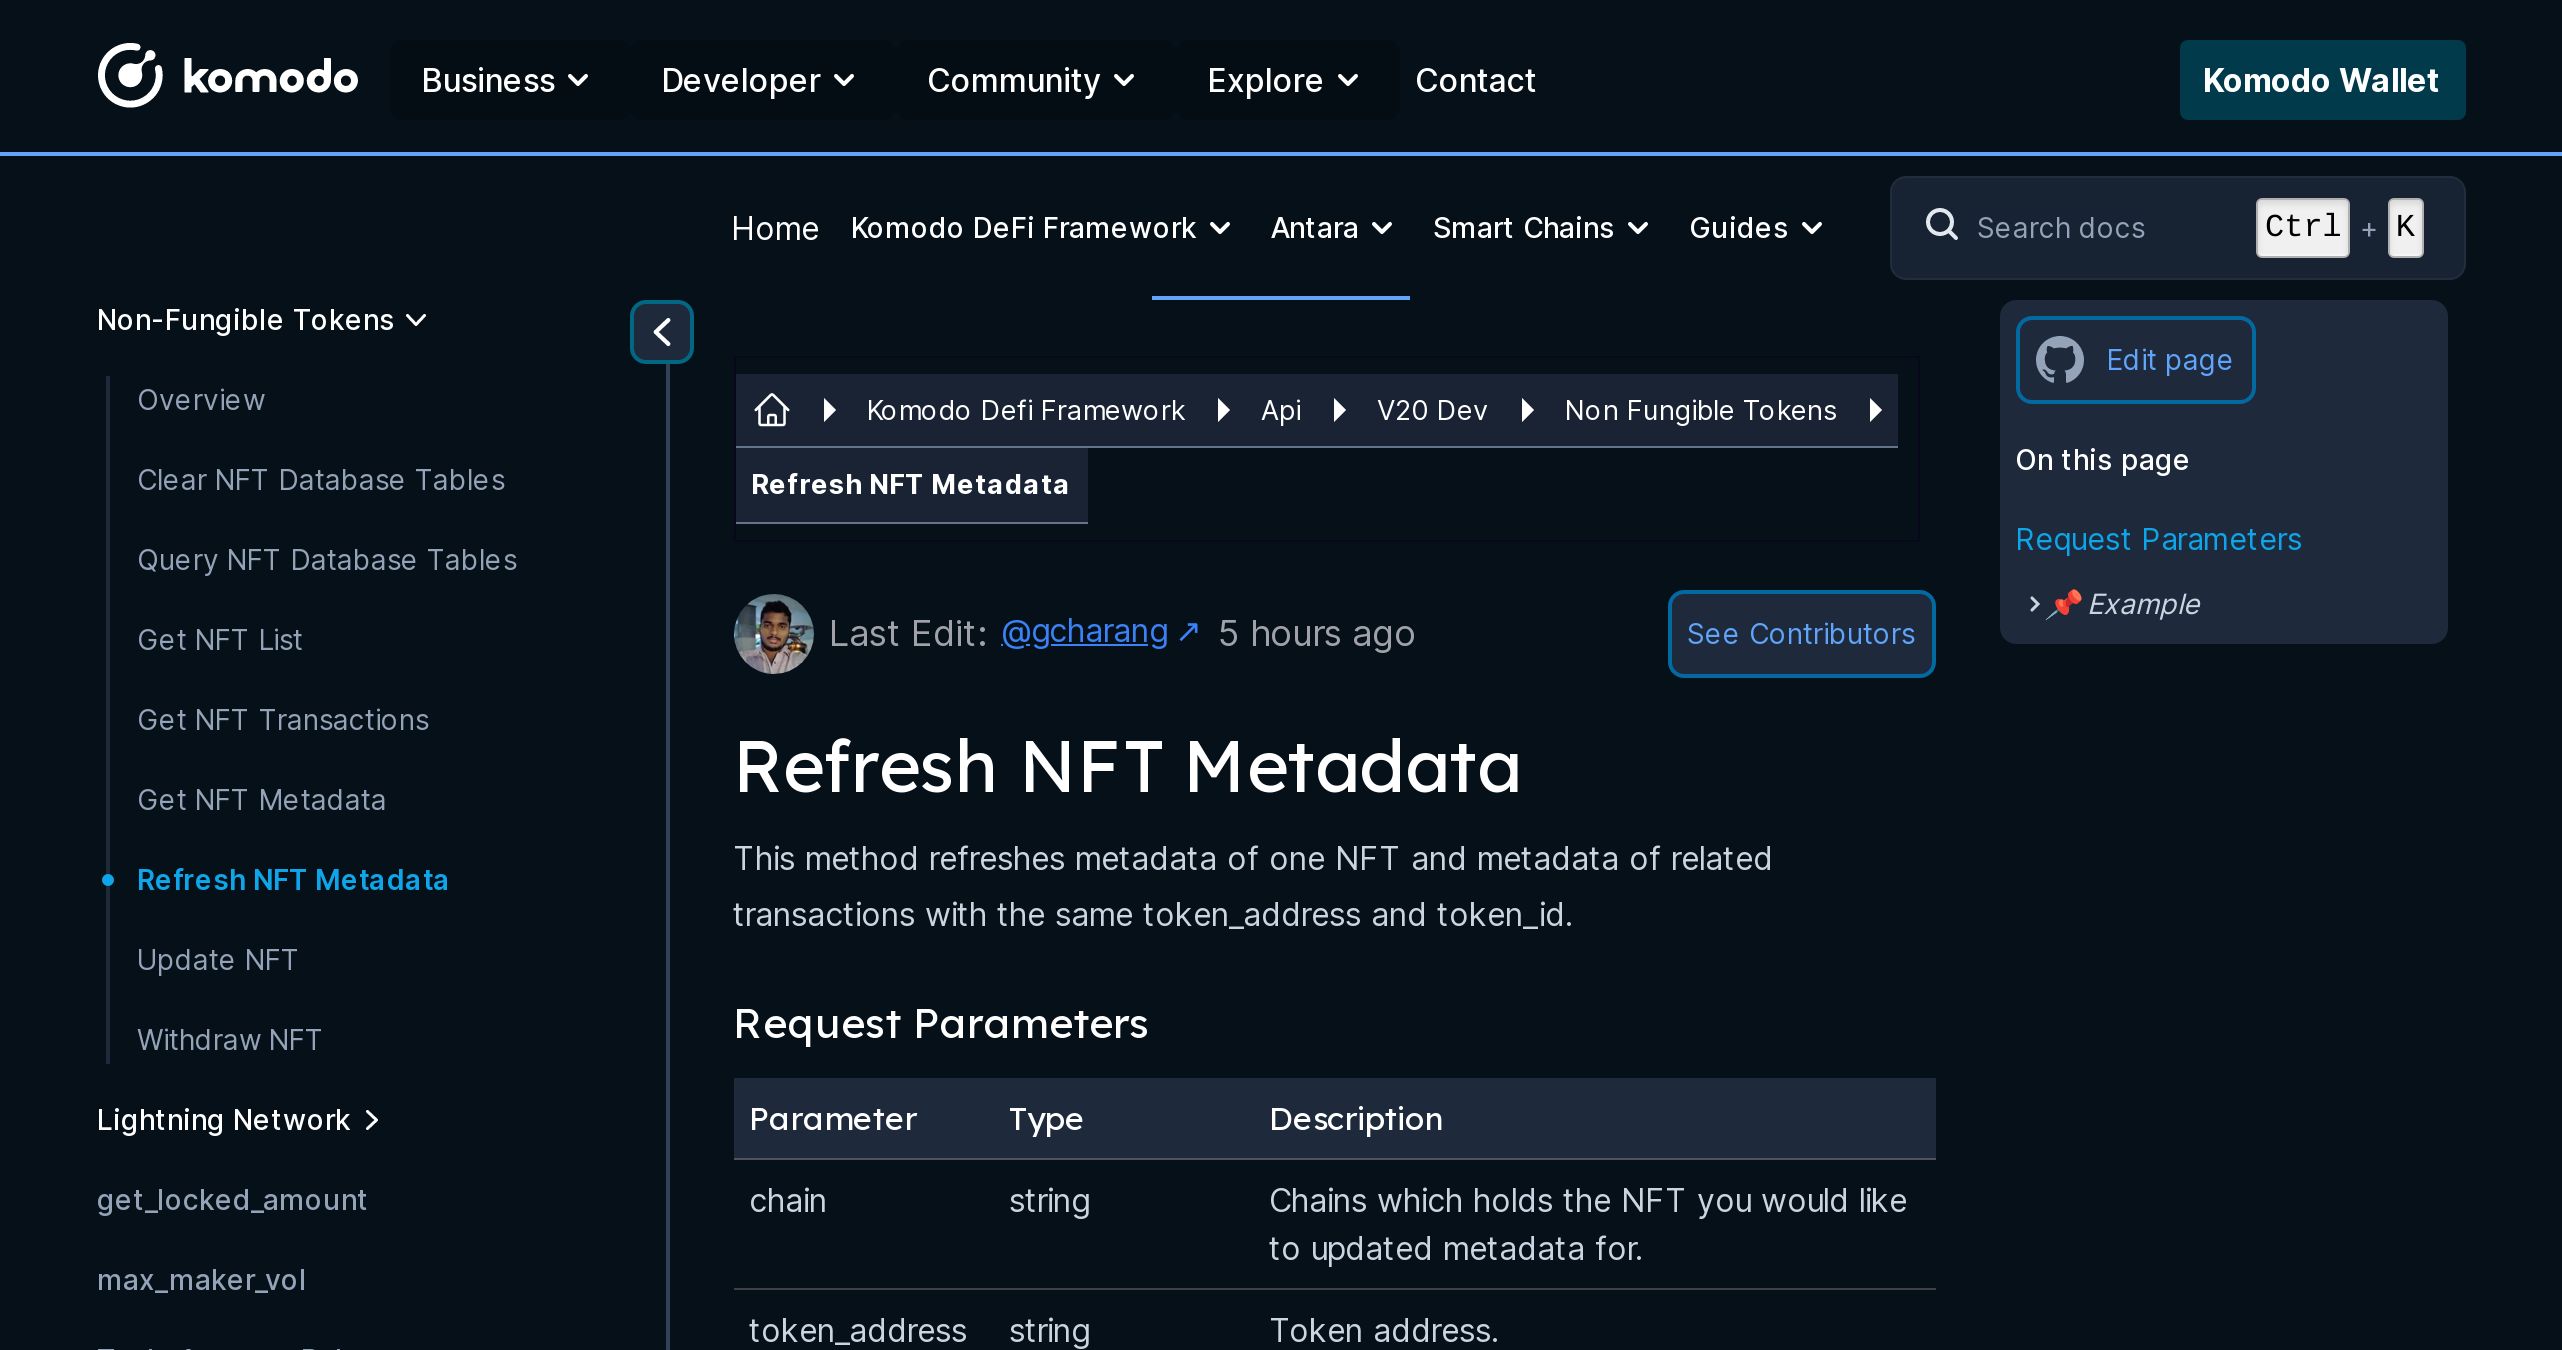 komodo
Business
Developer
Community
Explore
Contact
Komodo Wallet
Home
Komodo DeFi Framework
Antara
Smart Chains
Guides
Search docs
Ctrl + K
Non-Fungible Tokens
Overview
Clear NFT Database Tables
Query NFT Database Tables
Get NFT List
Get NFT Transactions
Get NFT Metadata
Refresh NFT Metadata
Update NFT
Withdraw NFT
Lightning Network
get_locked_amount
max_maker_vol
Komodo Defi Framework
Api
V20 Dev
Non Fungible Tokens
Refresh NFT Metadata
Last Edit: @gcharang ↗ 5 hours ago
See Contributors
Refresh NFT Metadata
This method refreshes metadata of one NFT and metadata of related
transactions with the same token_address and token_id.
Request Parameters
Parameter Type Description
chain string Chains which holds the NFT you would like
to updated metadata for.
token_address string Token address.
Edit page
On this page
Request Parameters
📌 Example